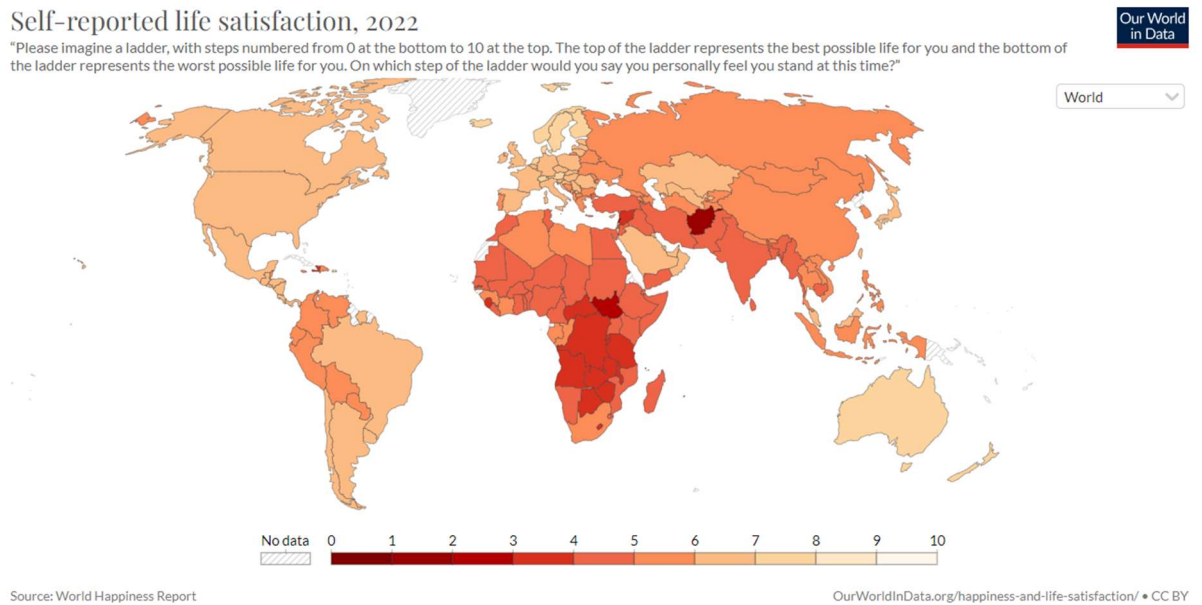 Self-reported life satisfaction, 2022
Our World
in Data
“Please imagine a ladder, with steps numbered from 0 at the bottom to 10 at the top. The top of the ladder represents the best possible life for you and the bottom of
the ladder represents the worst possible life for you. On which step of the ladder would you say you personally feel you stand at this time?”
World
No data 0 1 2 3 4 5 6 7 8 9 10
Source: World Happiness Report
OurWorldInData.org/happiness-and-life-satisfaction/ • CC BY